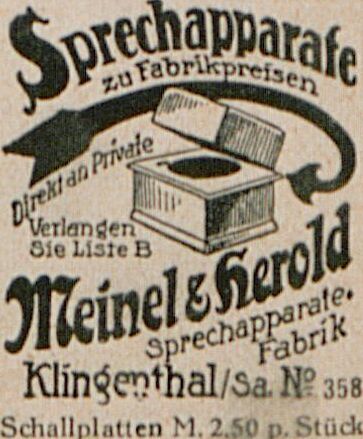 Sprechapparate
zu Fabrikpreisen
Direkt an Private
Verlangen
Sie Liste B
Meinel & Herold
Sprechapparate-
Fabrik
Klingenthal/Sa. No 358
Schallplatten M. 2.50 p. Stück